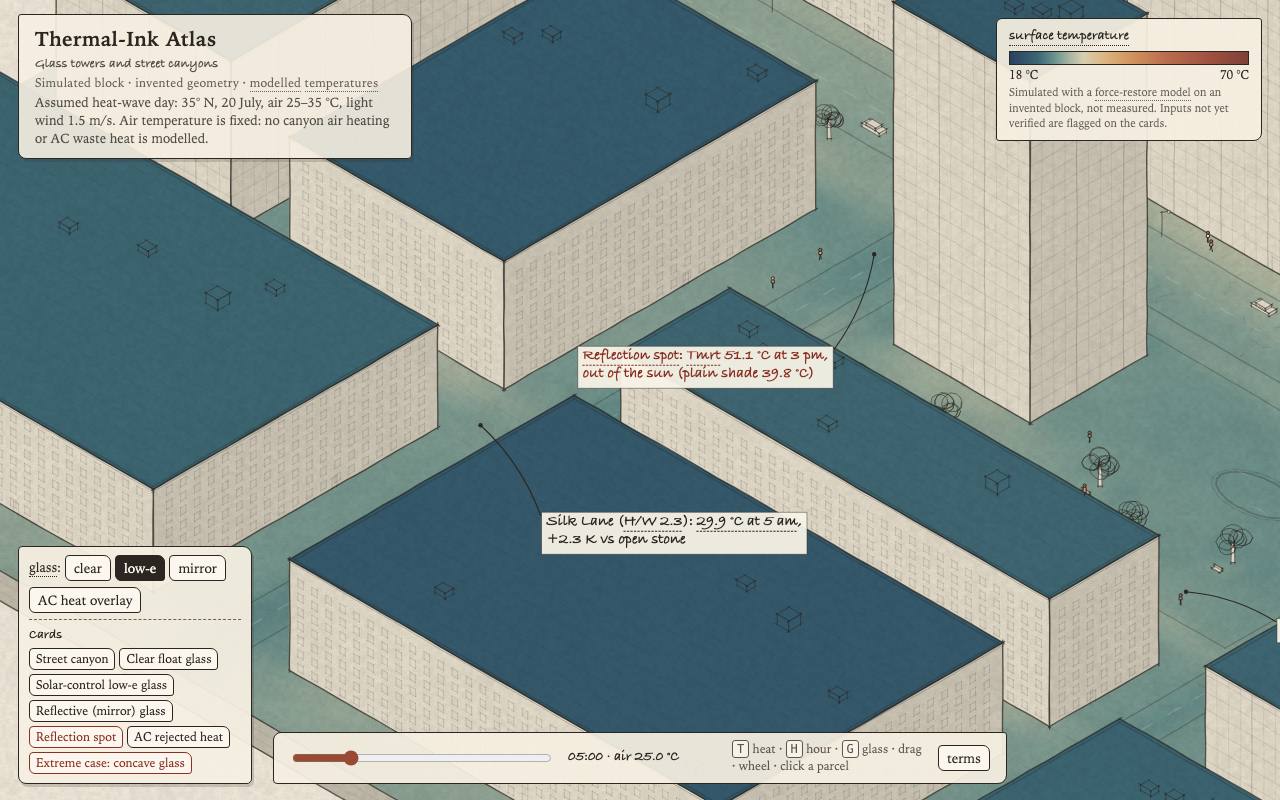 Thermal-Ink Atlas
Glass towers and street canyons
Simulated block · invented geometry · modelled temperatures
Assumed heat-wave day: 35° N, 20 July, air 25–35 °C, light
wind 1.5 m/s. Air temperature is fixed: no canyon air heating
or AC waste heat is modelled.
surface temperature
18 °C 70 °C
Simulated with a force-restore model on an
invented block, not measured. Inputs not yet
verified are flagged on the cards.
Reflection spot: Tmrt 51.1 °C at 3 pm,
out of the sun (plain shade 39.8 °C)
Silk Lane (H/W 2.3): 29.9 °C at 5 am,
+2.3 K vs open stone
glass: clear low-e mirror
AC heat overlay
Cards
Street canyon Clear float glass
Solar-control low-e glass
Reflective (mirror) glass
Reflection spot AC rejected heat
Extreme case: concave glass
05:00 · air 25.0 °C
T heat · H hour · G glass · drag
· wheel · click a parcel
terms